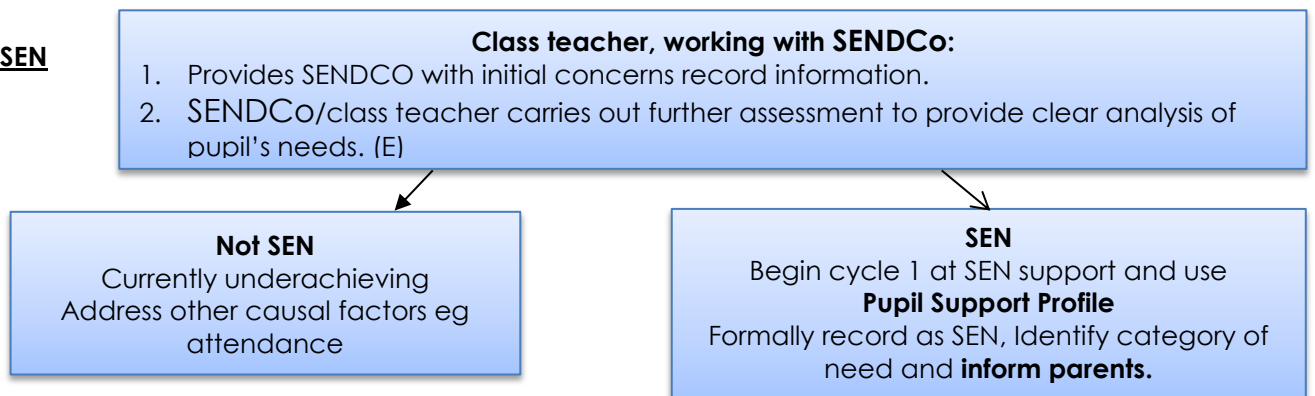 SEN
Class teacher, working with SENDCo:
1. Provides SENDCO with initial concerns record information.
2. SENDCo/class teacher carries out further assessment to provide clear analysis of
pupil's needs. (E)
Not SEN
Currently underachieving
Address other causal factors eg
attendance
SEN
Begin cycle 1 at SEN support and use
Pupil Support Profile
Formally record as SEN, Identify category of
need and inform parents.